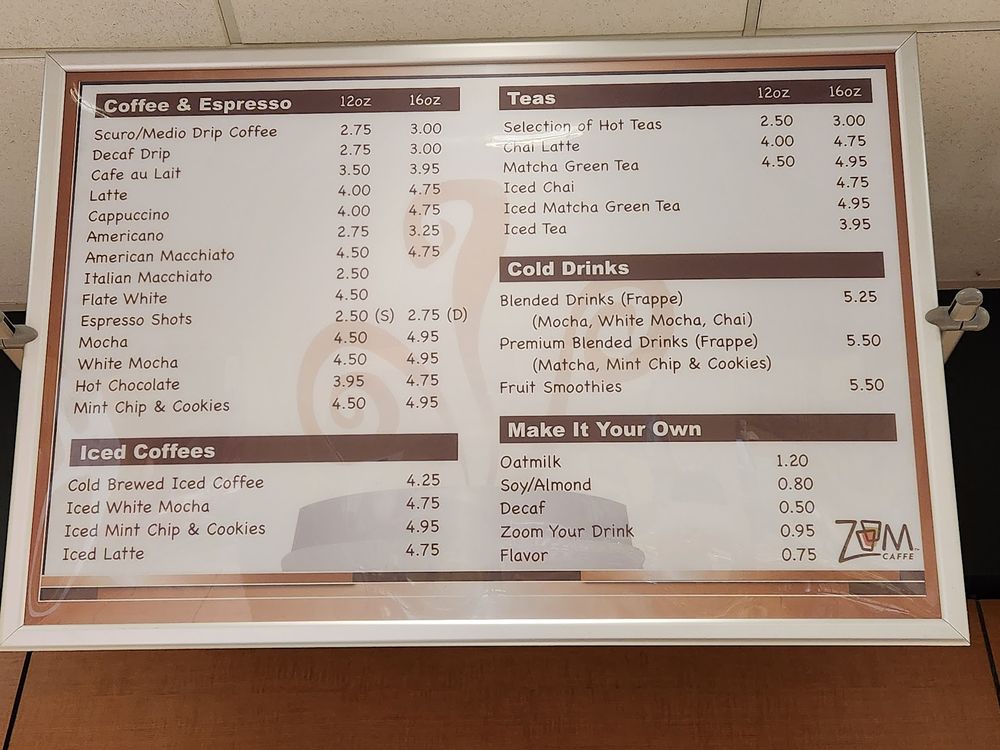 Coffee & Espresso 12oz 16oz
Scuro/Medio Drip Coffee 2.75 3.00
Decaf Drip 2.75 3.00
Cafe au Lait 3.50 3.95
Latte 4.00 4.75
Cappuccino 4.00 4.75
Americano 2.75 3.25
American Macchiato 4.50 4.75
Italian Macchiato 2.50
Flate White 4.50
Espresso Shots 2.50 (S) 2.75 (D)
Mocha 4.50 4.95
White Mocha 4.50 4.95
Hot Chocolate 3.95 4.75
Mint Chip & Cookies 4.50 4.95
Iced Coffees
Cold Brewed Iced Coffee 4.25
Iced White Mocha 4.75
Iced Mint Chip & Cookies 4.95
Iced Latte 4.75
Teas 12oz 16oz
Selection of Hot Teas 2.50 3.00
Chai Latte 4.00 4.75
Matcha Green Tea 4.50 4.95
Iced Chai 4.75
Iced Matcha Green Tea 4.95
Iced Tea 3.95
Cold Drinks
Blended Drinks (Frappe) 5.25
(Mocha, White Mocha, Chai)
Premium Blended Drinks (Frappe) 5.50
(Matcha, Mint Chip & Cookies)
Fruit Smoothies 5.50
Make It Your Own
Oatmilk 1.20
Soy/Almond 0.80
Decaf 0.50
Zoom Your Drink 0.95
Flavor 0.75
ZOOM
CAFFE